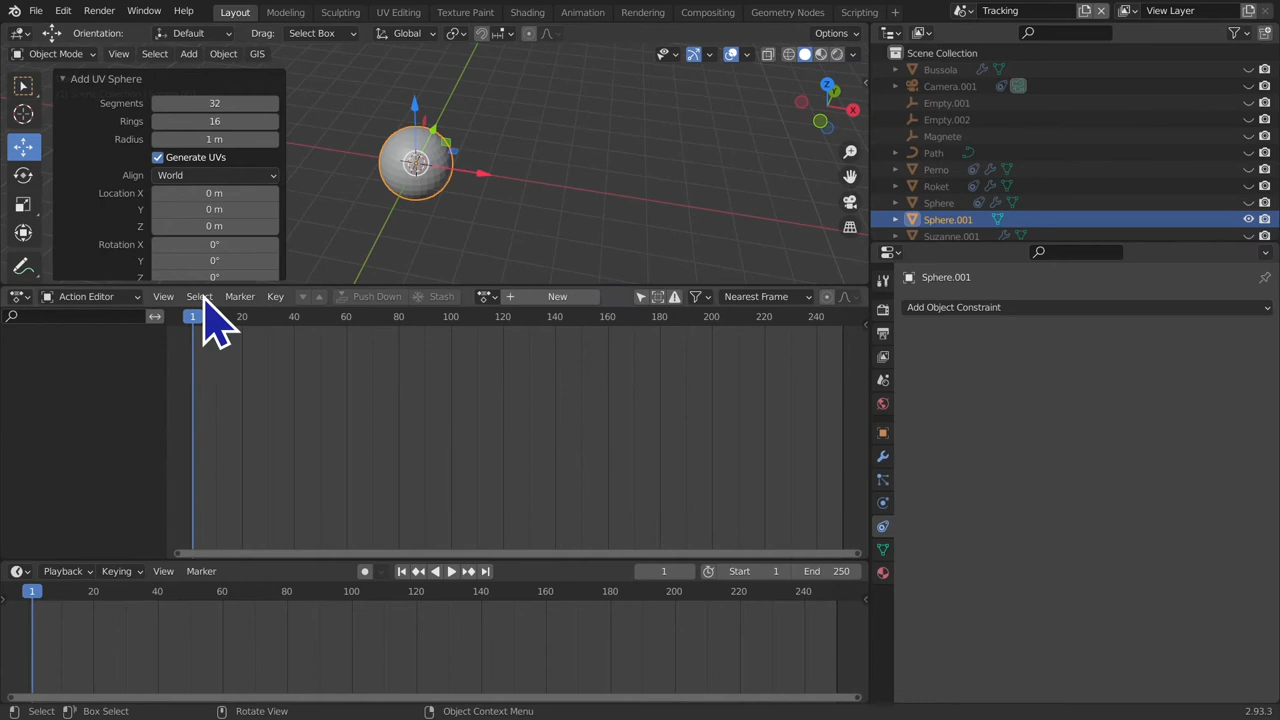 File Edit Render Window Help Layout Modeling Sculpting UV Editing Texture Paint Shading Animation Rendering Compositing Geometry Nodes Scripting + Tracking View Layer
Orientation: Default Drag: Select Box Global Options
Object Mode View Select Add Object GIS
Add UV Sphere
Segments 32
Rings 16
Radius 1 m
Generate UVs
Align World
Location X 0 m
Y 0 m
Z 0 m
Rotation X 0°
Y 0°
Z 0°
Z
Y
X
Scene Collection
Bussola
Camera.001
Empty.001
Empty.002
Magnete
Path
Perno
Roket
Sphere
Sphere.001
Suzanne.001
Action Editor View Select Marker Key Push Down Stash New Nearest Frame
1 20 40 60 80 100 120 140 160 180 200 220 240
Sphere.001
Add Object Constraint
Playback Keying View Marker 1 Start 1 End 250
1 20 40 60 80 100 120 140 160 180 200 220 240
Select Box Select Rotate View Object Context Menu 2.93.3